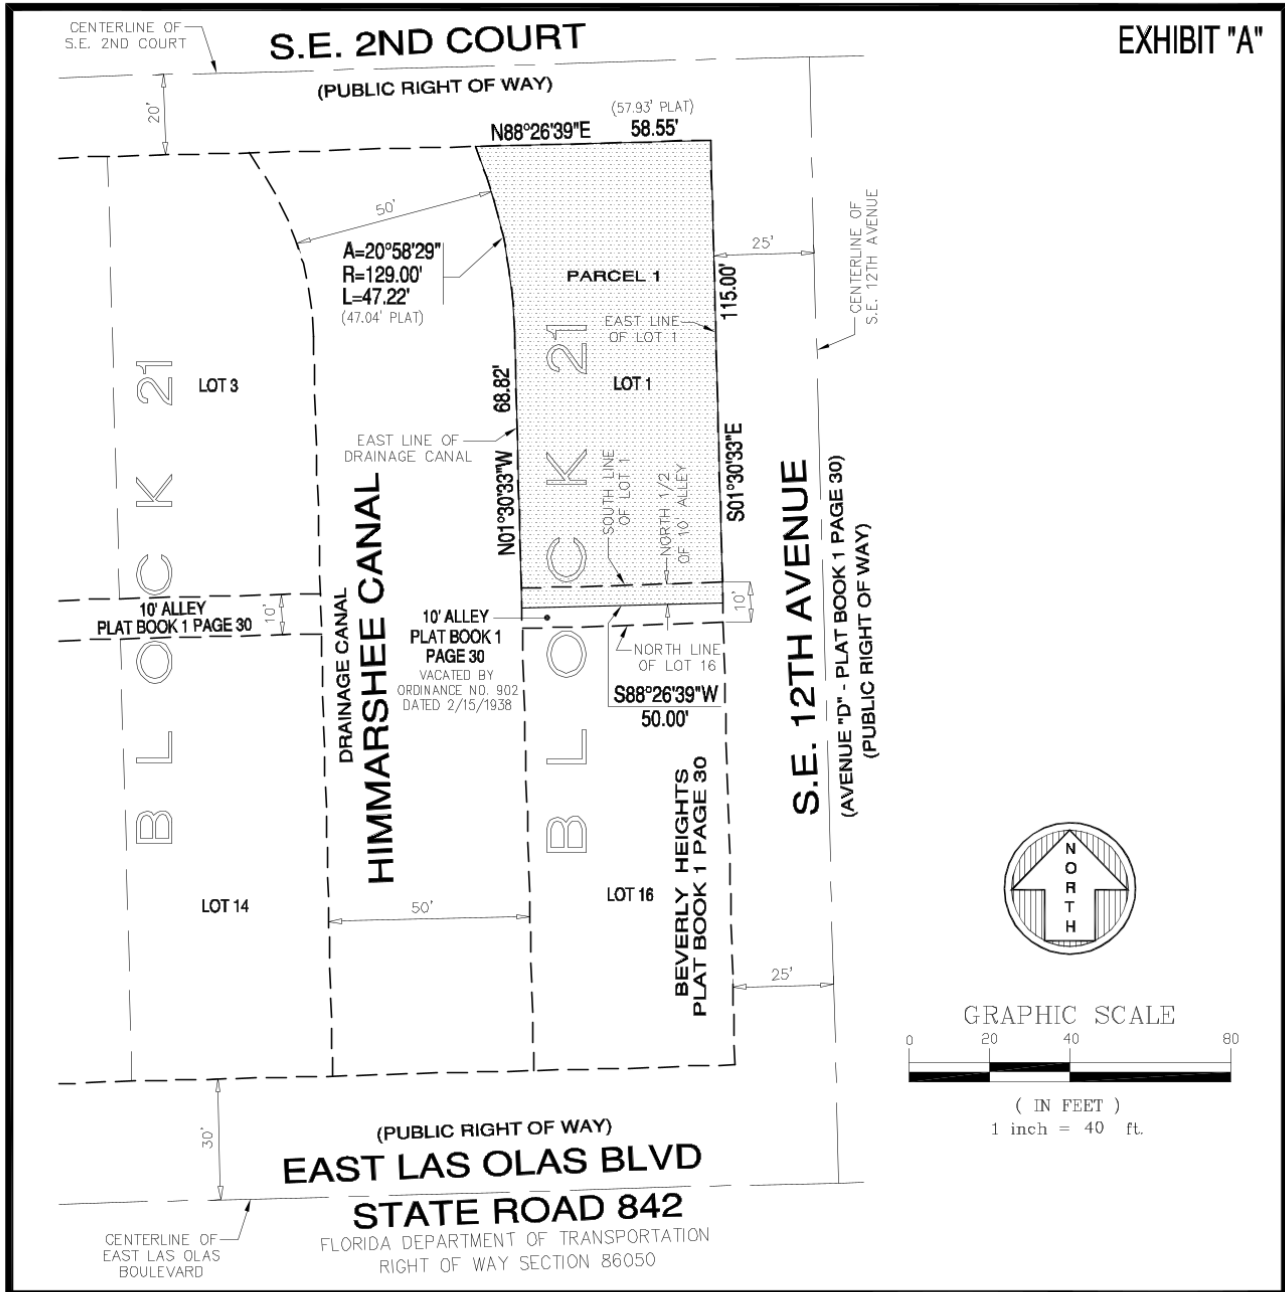 CENTERLINE OF
S.E. 2ND COURT
S.E. 2ND COURT
EXHIBIT "A"
(PUBLIC RIGHT OF WAY)
20'
(57.93' PLAT)
N88°26'39"E 58.55'
50'
A=20°58'29"
R=129.00'
L=47.22'
(47.04' PLAT)
PARCEL 1
25'
CENTERLINE OF
S.E. 12TH AVENUE
115.00'
EAST LINE
OF LOT 1
LOT 3
LOT 1
68.82'
EAST LINE OF
DRAINAGE CANAL
N01°30'33"W
S01°30'33"E
SOUTH LINE
OF LOT 1
NORTH 1/2
OF 10' ALLEY
BLOCK 21
BLOCK 21
DRAINAGE CANAL
HIMMARSHEE CANAL
S.E. 12TH AVENUE
(AVENUE "D" - PLAT BOOK 1 PAGE 30)
(PUBLIC RIGHT OF WAY)
10' ALLEY
PLAT BOOK 1 PAGE 30
10'
10' ALLEY
PLAT BOOK 1
PAGE 30
VACATED BY
ORDINANCE NO. 902
DATED 2/15/1938
10'
NORTH LINE
OF LOT 16
S88°26'39"W
50.00'
BEVERLY HEIGHTS
PLAT BOOK 1 PAGE 30
LOT 14
50'
LOT 16
25'
NORTH
GRAPHIC SCALE
0 20 40 80
( IN FEET )
1 inch = 40 ft.
30'
(PUBLIC RIGHT OF WAY)
EAST LAS OLAS BLVD
STATE ROAD 842
FLORIDA DEPARTMENT OF TRANSPORTATION
RIGHT OF WAY SECTION 86050
CENTERLINE OF
EAST LAS OLAS
BOULEVARD